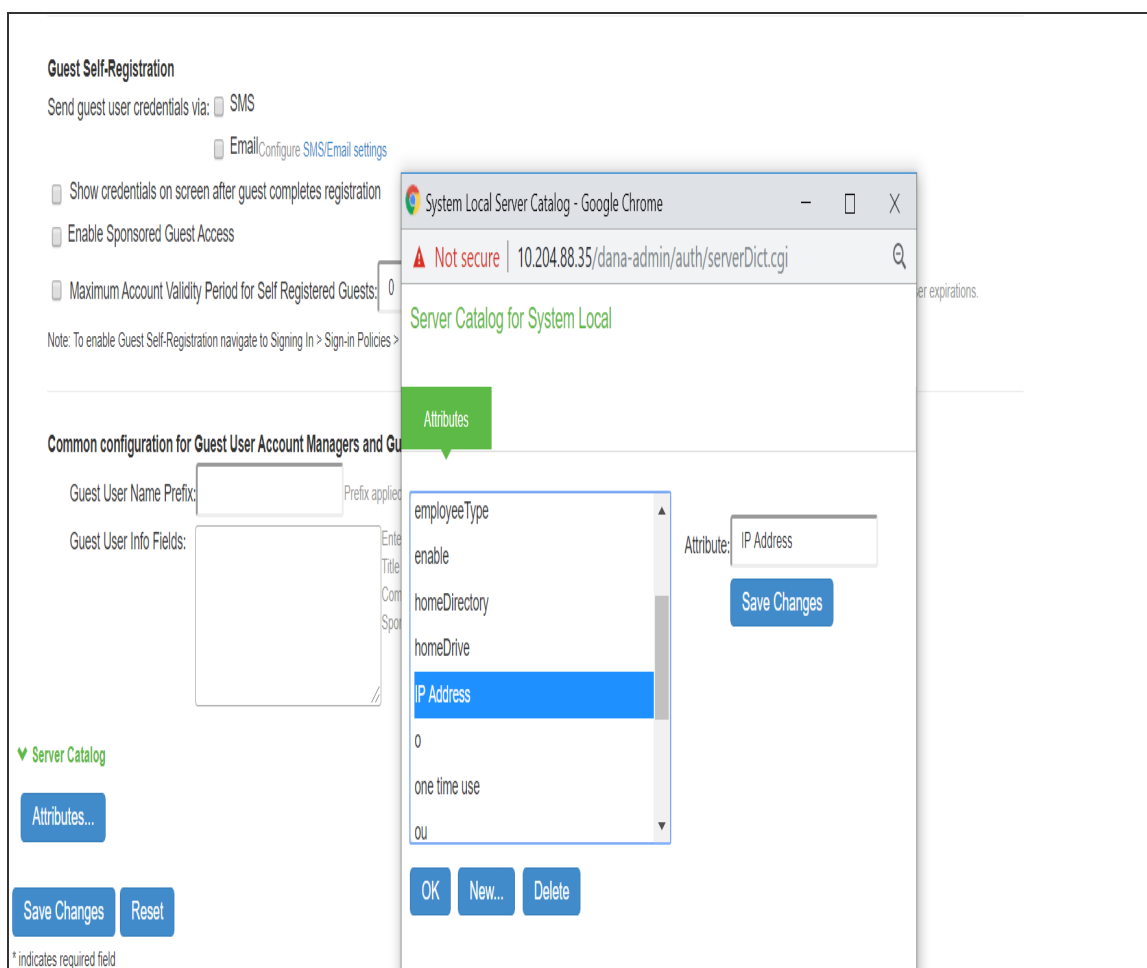 Guest Self-Registration
Send guest user credentials via: SMS
Email Configure SMS/Email settings
Show credentials on screen after guest completes registration
Enable Sponsored Guest Access
Maximum Account Validity Period for Self Registered Guests: 0
er expirations.
Note: To enable Guest Self-Registration navigate to Signing In > Sign-in Policies >
Common configuration for Guest User Account Managers and Gu
Guest User Name Prefix:
Prefix applied
Guest User Info Fields:
Ente
Title
Com
Spor
Server Catalog
Attributes...
Save Changes Reset
* indicates required field
System Local Server Catalog - Google Chrome
Not secure | 10.204.88.35/dana-admin/auth/serverDict.cgi
Server Catalog for System Local
Attributes
employeeType
enable
homeDirectory
homeDrive
IP Address
o
one time use
ou
Attribute: IP Address
Save Changes
OK New... Delete